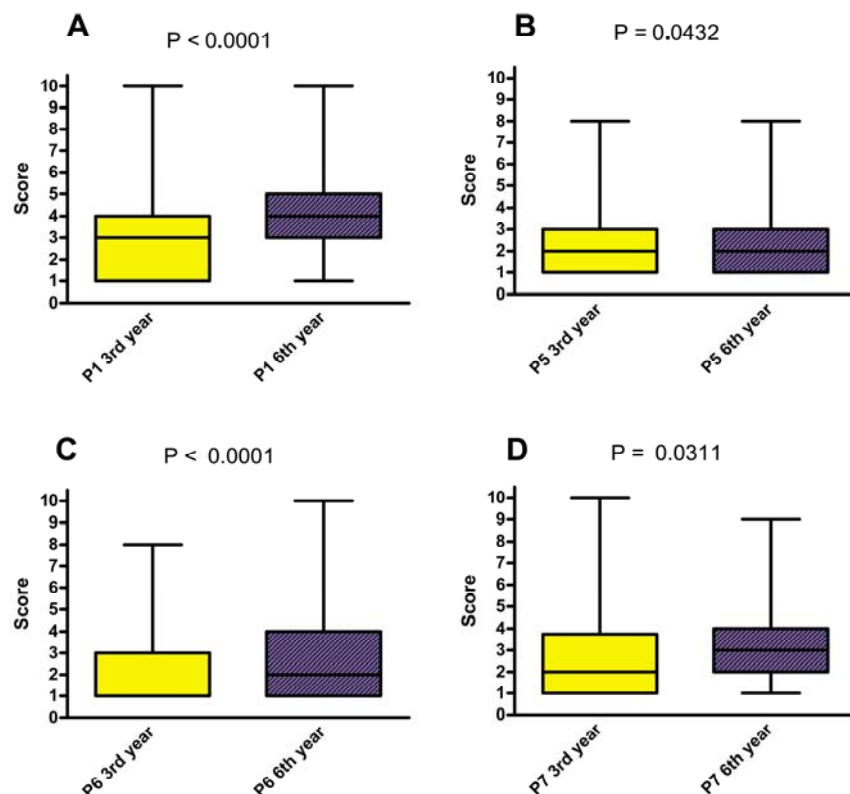 A
P < 0.0001
Score
10
9
8
7
6
5
4
3
2
1
0
P1 3rd year
P1 6th year
B
P = 0.0432
Score
10
9
8
7
6
5
4
3
2
1
0
P5 3rd year
P5 6th year
C
P < 0.0001
Score
10
9
8
7
6
5
4
3
2
1
0
P6 3rd year
P6 6th year
D
P = 0.0311
Score
10
9
8
7
6
5
4
3
2
1
0
P7 3rd year
P7 6th year